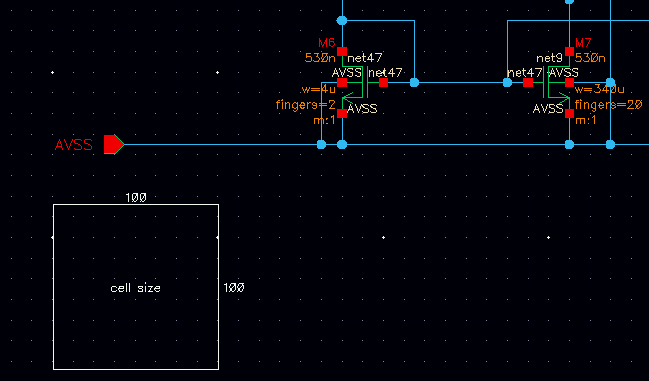 M6
530n
net47
AVSS
net47
w=4u
fingers=2
AVSS
m:1
M7
net9
530n
net47
AVSS
w=340u
AVSS
fingers=20
m:1
AVSS
100
cell size
100